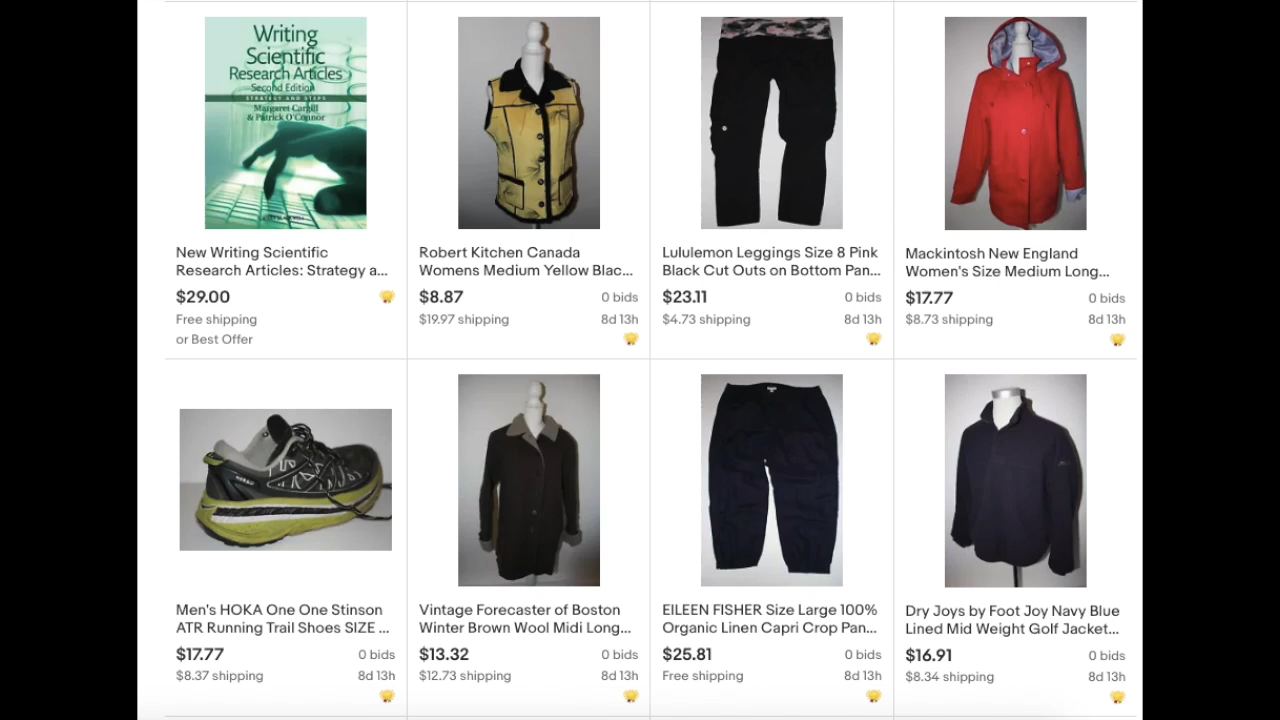 Writing
Scientific
Research Articles
Second Edition
STRATEGY AND STEPS
Margaret Cargill
& Patrick O'Connor
New Writing Scientific
Research Articles: Strategy a...
$29.00
Free shipping
or Best Offer
Robert Kitchen Canada
Womens Medium Yellow Blac...
$8.87 0 bids
$19.97 shipping 8d 13h
Lululemon Leggings Size 8 Pink
Black Cut Outs on Bottom Pan...
$23.11 0 bids
$4.73 shipping 8d 13h
Mackintosh New England
Women's Size Medium Long...
$17.77 0 bids
$8.73 shipping 8d 13h
Men's HOKA One One Stinson
ATR Running Trail Shoes SIZE ...
$17.77 0 bids
$8.37 shipping 8d 13h
Vintage Forecaster of Boston
Winter Brown Wool Midi Long...
$13.32 0 bids
$12.73 shipping 8d 13h
EILEEN FISHER Size Large 100%
Organic Linen Capri Crop Pan...
$25.81 0 bids
Free shipping 8d 13h
Dry Joys by Foot Joy Navy Blue
Lined Mid Weight Golf Jacket...
$16.91 0 bids
$8.34 shipping 8d 13h